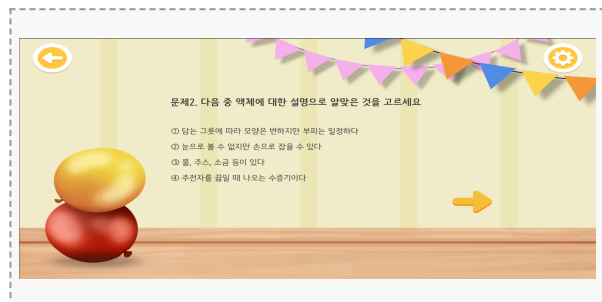 문제2. 다음 중 액체에 대한 설명으로 알맞은 것을 고르세요
① 담는 그릇에 따라 모양은 변하지만 부피는 일정하다
② 눈으로 볼 수 없지만 손으로 잡을 수 있다
③ 물, 주스, 소금 등이 있다
④ 주전자를 끓일 때 나오는 수증기이다